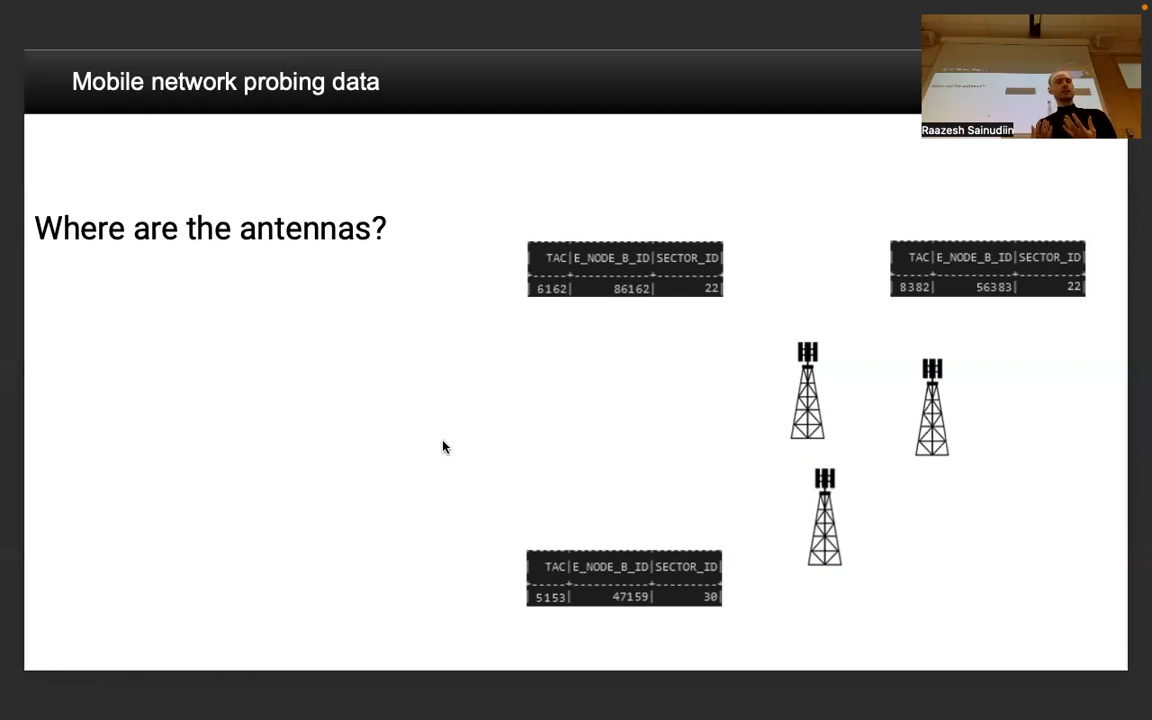 Mobile network probing data
Raazesh Sainudiin
Where are the antennas?
TAC|E_NODE_B_ID|SECTOR_ID|
6162| 86162| 22|
TAC|E_NODE_B_ID|SECTOR_ID|
8382| 56383| 22|
TAC|E_NODE_B_ID|SECTOR_ID|
5153| 47159| 30|